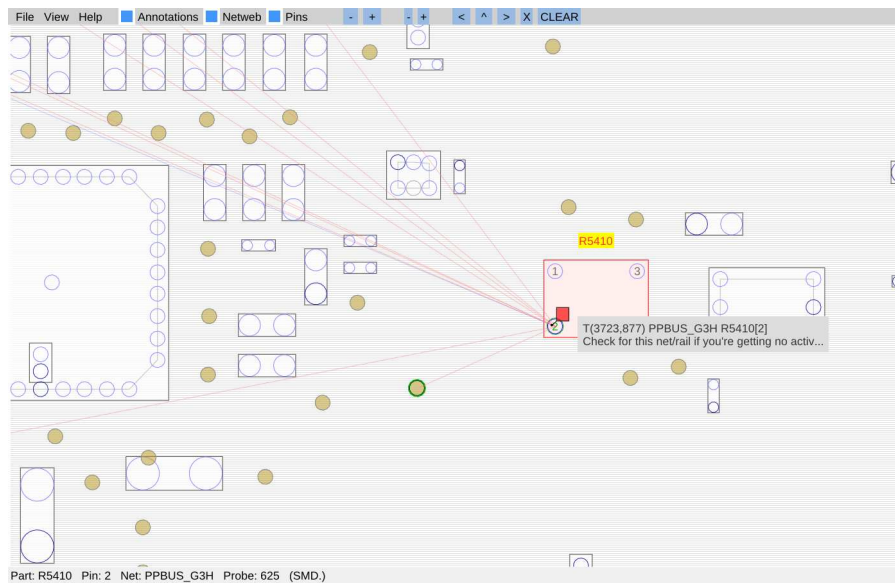 File View Help Annotations Netweb Pins - + - + < ^ > X CLEAR
R5410
1 3
2
T(3723,877) PPBUS_G3H R5410[2]
Check for this net/rail if you're getting no activ...
Part: R5410 Pin: 2 Net: PPBUS_G3H Probe: 625 (SMD.)